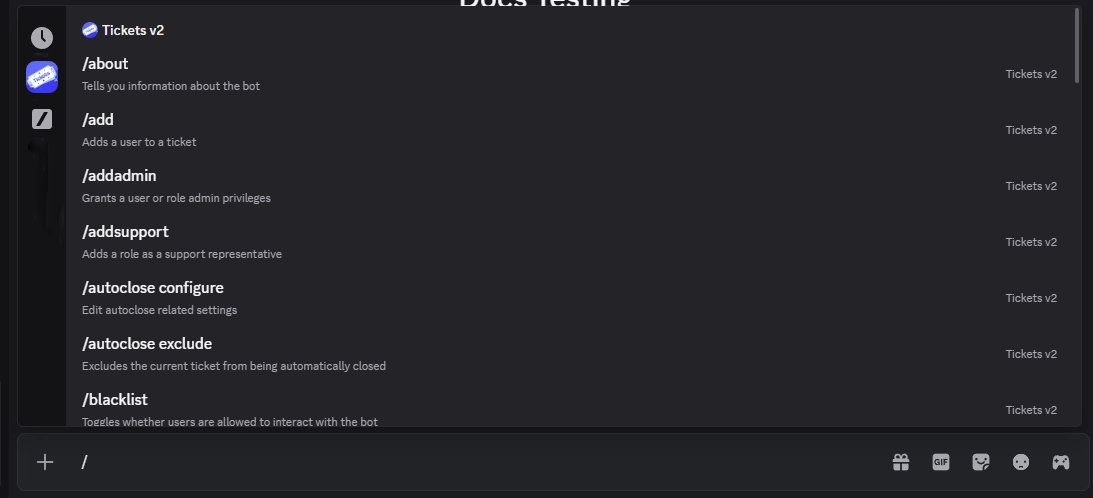 Docs Testing
Tickets v2
/about
Tells you information about the bot
Tickets v2
/add
Adds a user to a ticket
Tickets v2
/addadmin
Grants a user or role admin privileges
Tickets v2
/addsupport
Adds a role as a support representative
Tickets v2
/autoclose configure
Edit autoclose related settings
Tickets v2
/autoclose exclude
Excludes the current ticket from being automatically closed
Tickets v2
/blacklist
Toggles whether users are allowed to interact with the bot
Tickets v2
/
GIF